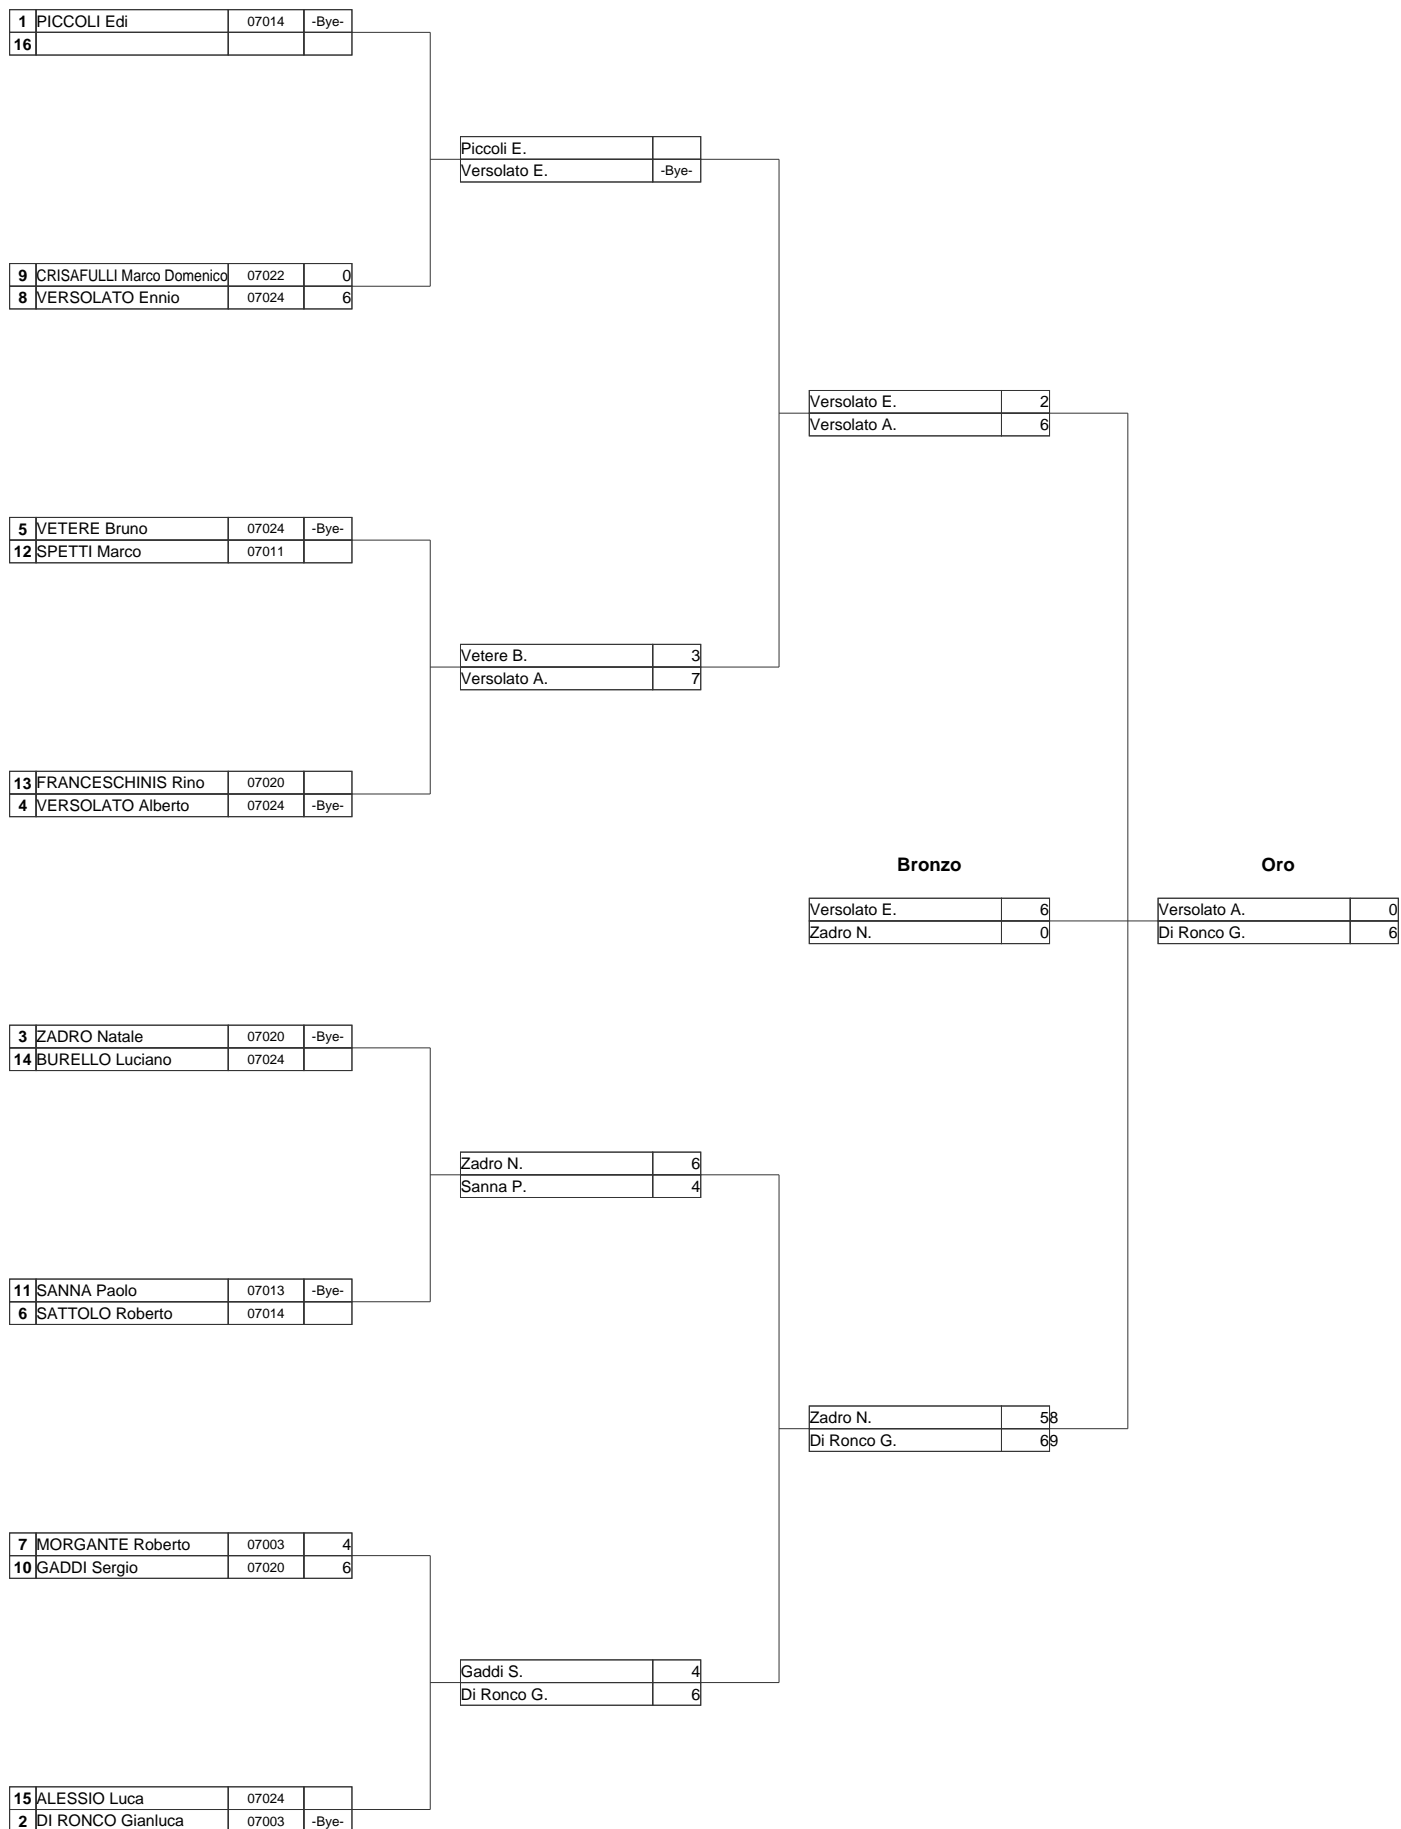 1 PICCOLI Edi 07014 -Bye-
16
Piccoli E.
Versolato E. -Bye-
9 CRISAFULLI Marco Domenico 07022 0
8 VERSOLATO Ennio 07024 6
Versolato E. 2
Versolato A. 6
5 VETERE Bruno 07024 -Bye-
12 SPETTI Marco 07011
Vetere B. 3
Versolato A. 7
13 FRANCESCHINIS Rino 07020
4 VERSOLATO Alberto 07024 -Bye-
Bronzo Oro
Versolato E. 6 Versolato A. 0
Zadro N. 0 Di Ronco G. 6
3 ZADRO Natale 07020 -Bye-
14 BURELLO Luciano 07024
Zadro N. 6
Sanna P. 4
11 SANNA Paolo 07013 -Bye-
6 SATTOLO Roberto 07014
Zadro N. 58
Di Ronco G. 69
7 MORGANTE Roberto 07003 4
10 GADDI Sergio 07020 6
Gaddi S. 4
Di Ronco G. 6
15 ALESSIO Luca 07024
2 DI RONCO Gianluca 07003 -Bye-